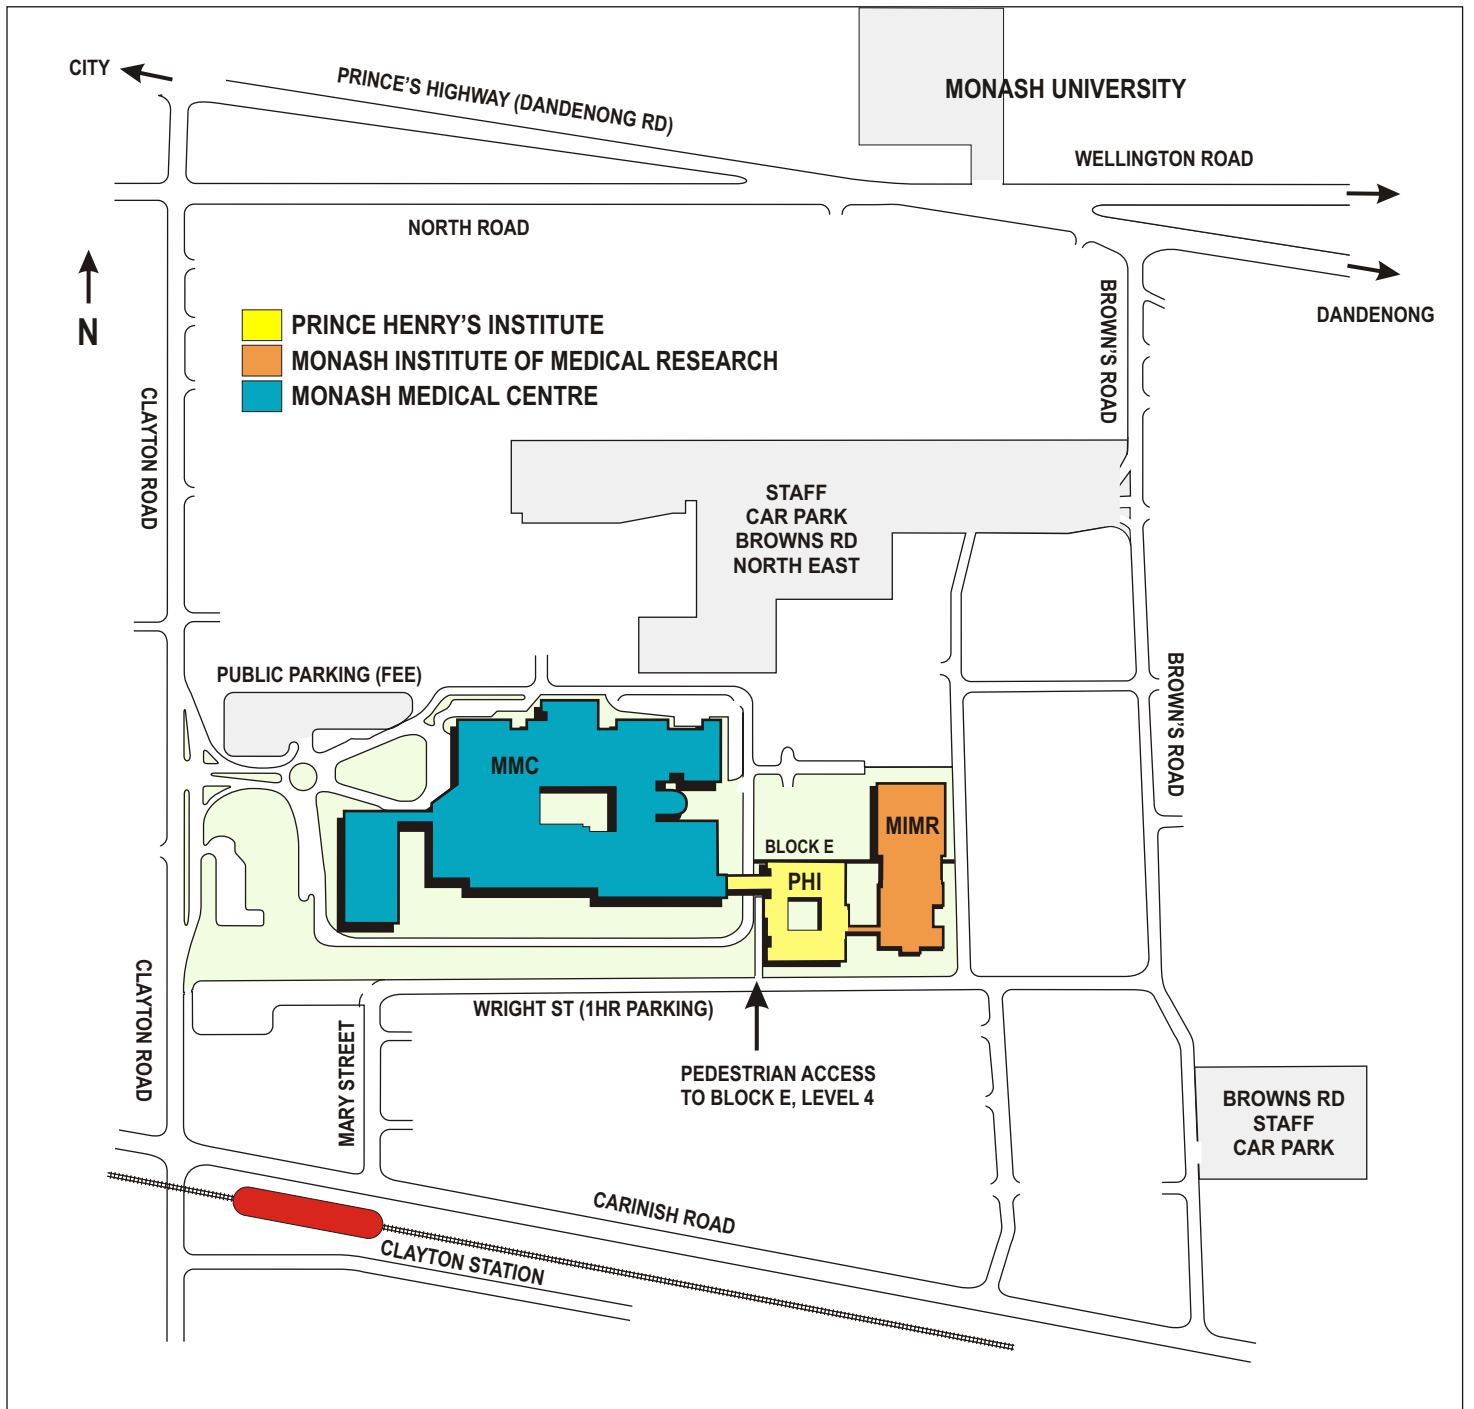 CITY
PRINCE'S HIGHWAY (DANDENONG RD)
MONASH UNIVERSITY
WELLINGTON ROAD
NORTH ROAD
N
DANDENONG
BROWN'S ROAD
PRINCE HENRY'S INSTITUTE
MONASH INSTITUTE OF MEDICAL RESEARCH
MONASH MEDICAL CENTRE
CLAYTON ROAD
STAFF
CAR PARK
BROWNS RD
NORTH EAST
PUBLIC PARKING (FEE)
BROWN'S ROAD
MMC
MIMR
BLOCK E
PHI
CLAYTON ROAD
WRIGHT ST (1HR PARKING)
MARY STREET
PEDESTRIAN ACCESS
TO BLOCK E, LEVEL 4
BROWNS RD
STAFF
CAR PARK
CARINISH ROAD
CLAYTON STATION